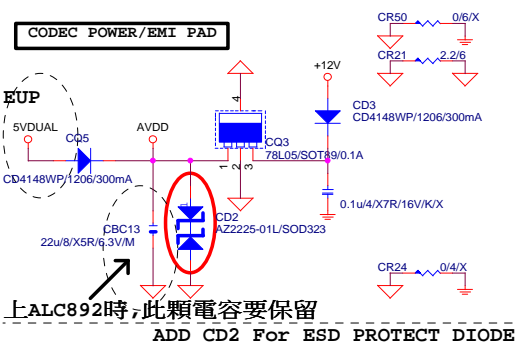 CODEC POWER/EMI PAD
CR50 0/6/X
CR21 2.2/6
+12V
EUP
5VDUAL
CQ5
AVDD
4
CD3
CD4148WP/1206/300mA
CQ3
78L05/SOT89/0.1A
1 2 3
CD4148WP/1206/300mA
0.1u/4/X7R/16V/K/X
CBC13
22u/8/X5R/6.3V/M
CD2
AZ2225-01L/SOD323
CR24 0/4/X
上ALC892時,此顆電容要保留
ADD CD2 For ESD PROTECT DIODE